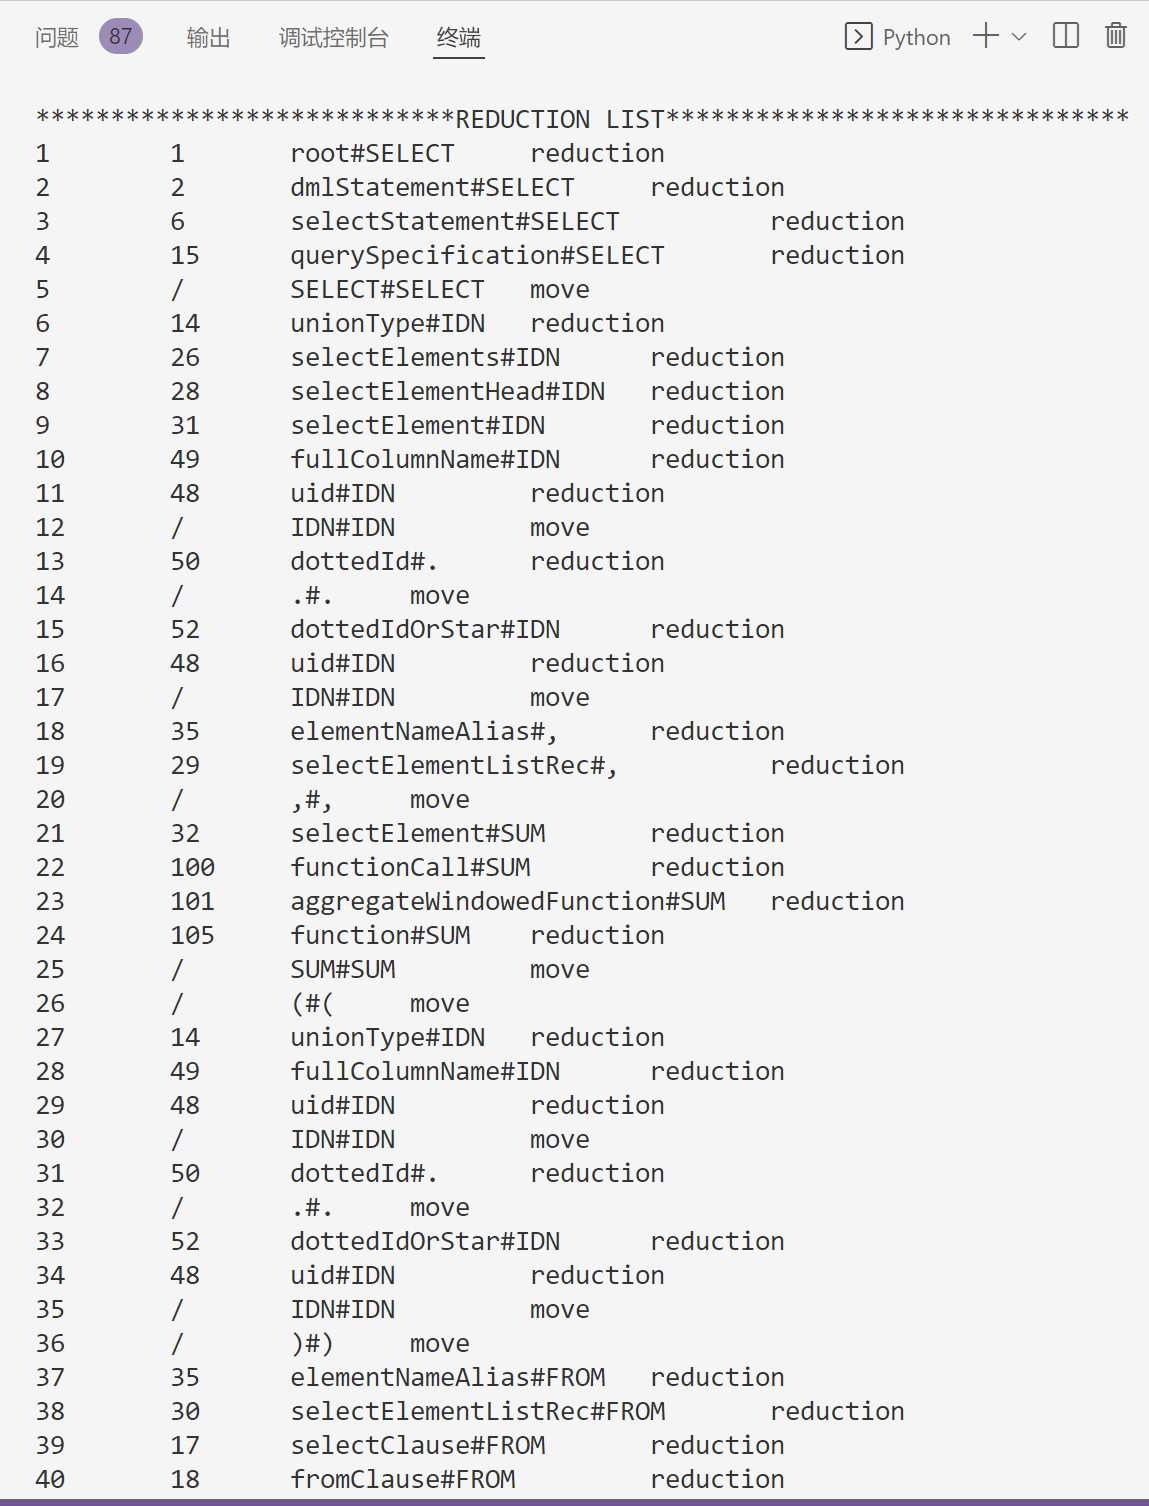 问题 87 输出 调试控制台 终端 Python
****************************REDUCTION LIST*******************************
1 1 root#SELECT reduction
2 2 dmlStatement#SELECT reduction
3 6 selectStatement#SELECT reduction
4 15 querySpecification#SELECT reduction
5 / SELECT#SELECT move
6 14 unionType#IDN reduction
7 26 selectElements#IDN reduction
8 28 selectElementHead#IDN reduction
9 31 selectElement#IDN reduction
10 49 fullColumnName#IDN reduction
11 48 uid#IDN reduction
12 / IDN#IDN move
13 50 dottedId#. reduction
14 / .#. move
15 52 dottedIdOrStar#IDN reduction
16 48 uid#IDN reduction
17 / IDN#IDN move
18 35 elementNameAlias#, reduction
19 29 selectElementListRec#, reduction
20 / ,#, move
21 32 selectElement#SUM reduction
22 100 functionCall#SUM reduction
23 101 aggregateWindowedFunction#SUM reduction
24 105 function#SUM reduction
25 / SUM#SUM move
26 / (#( move
27 14 unionType#IDN reduction
28 49 fullColumnName#IDN reduction
29 48 uid#IDN reduction
30 / IDN#IDN move
31 50 dottedId#. reduction
32 / .#. move
33 52 dottedIdOrStar#IDN reduction
34 48 uid#IDN reduction
35 / IDN#IDN move
36 / )#) move
37 35 elementNameAlias#FROM reduction
38 30 selectElementListRec#FROM reduction
39 17 selectClause#FROM reduction
40 18 fromClause#FROM reduction